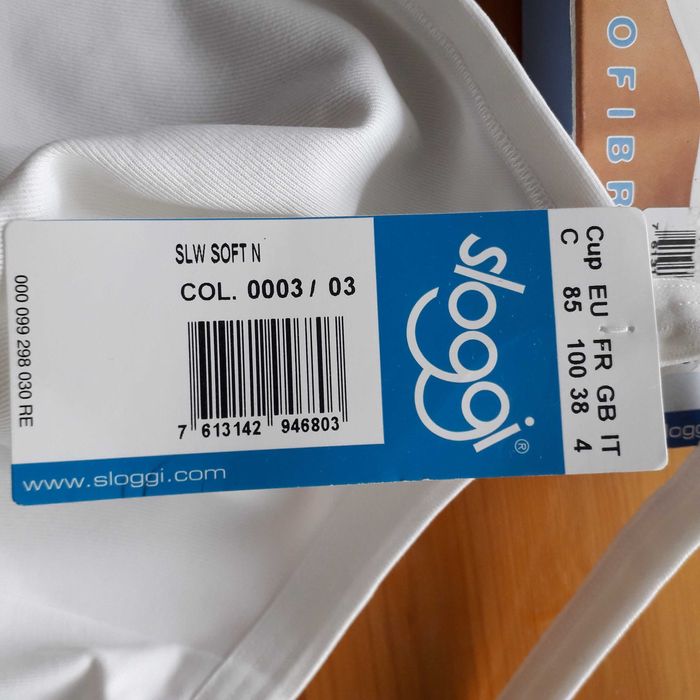 SLW SOFT N
COL. 0003 / 03
7 613142 946803
000 099 298 030 RE
www.sloggi.com
sloggi®
Cup EU FR GB IT
C 85 100 38 4
OFIBR